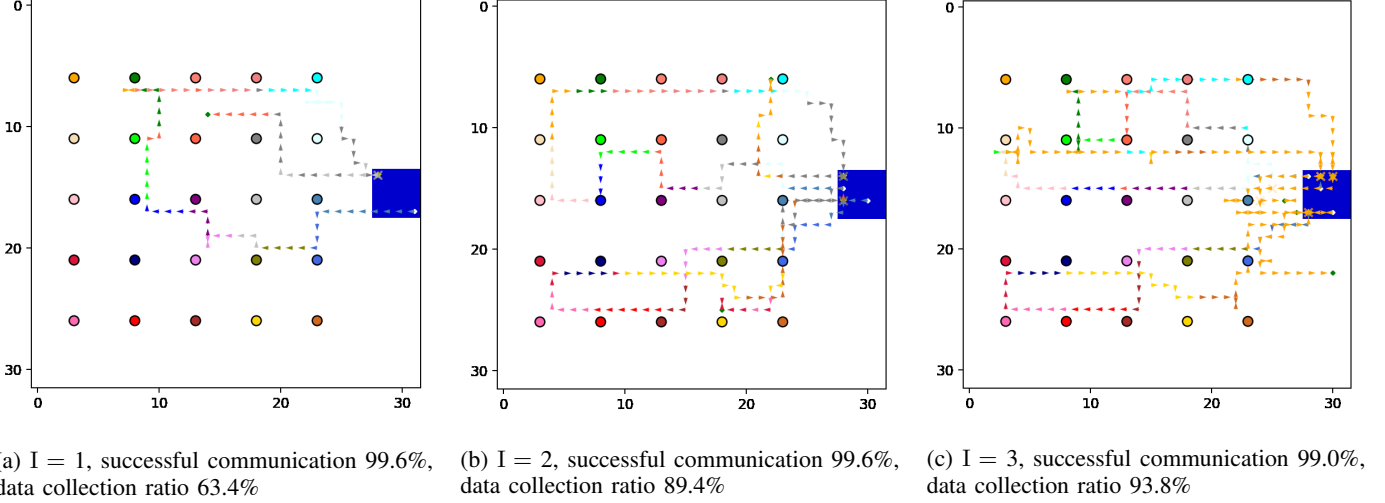 0
10
20
30
0 10 20 30
0
10
20
30
0 10 20 30
0
10
20
30
0 10 20 30
(a) I = 1, successful communication 99.6%,
data collection ratio 63.4%
(b) I = 2, successful communication 99.6%,
data collection ratio 89.4%
(c) I = 3, successful communication 99.0%,
data collection ratio 93.8%